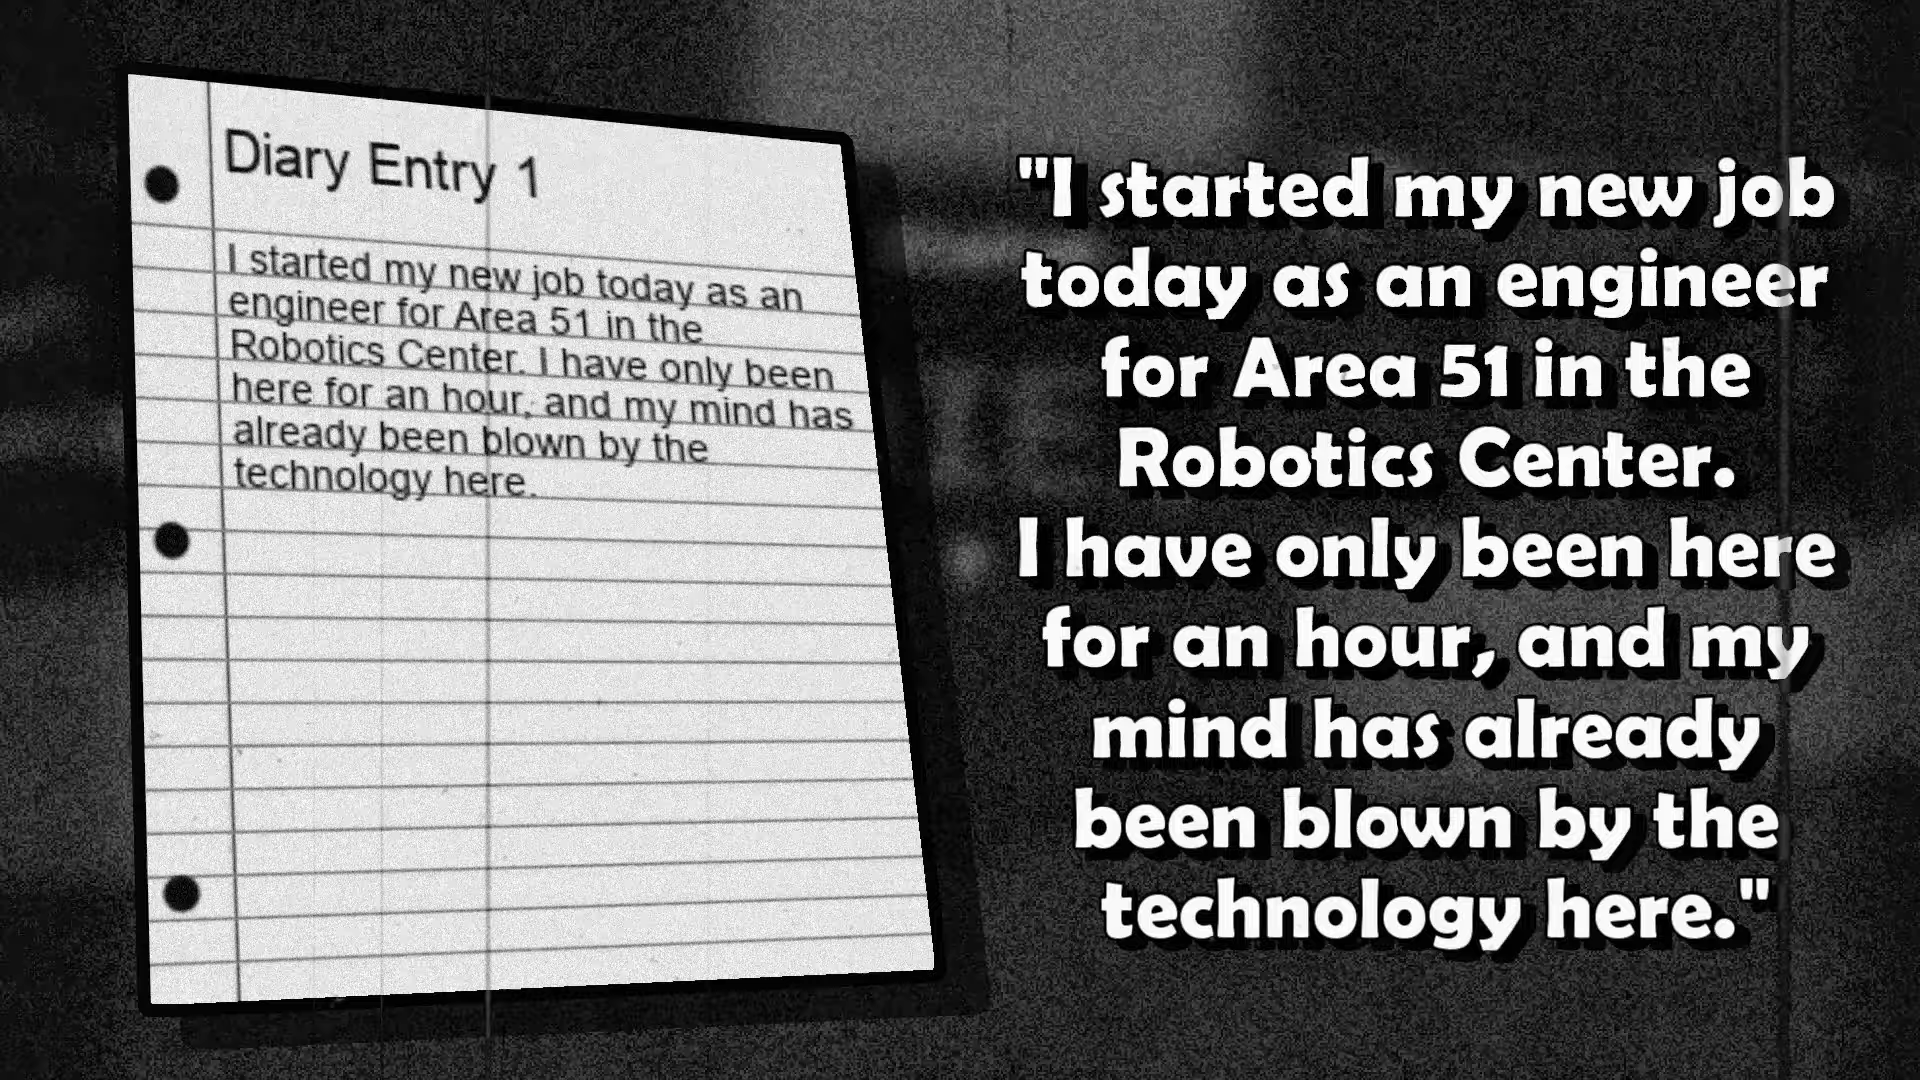 Diary Entry 1
I started my new job today as an
engineer for Area 51 in the
Robotics Center. I have only been
here for an hour, and my mind has
already been blown by the
technology here.
"I started my new job
today as an engineer
for Area 51 in the
Robotics Center.
I have only been here
for an hour, and my
mind has already
been blown by the
technology here."